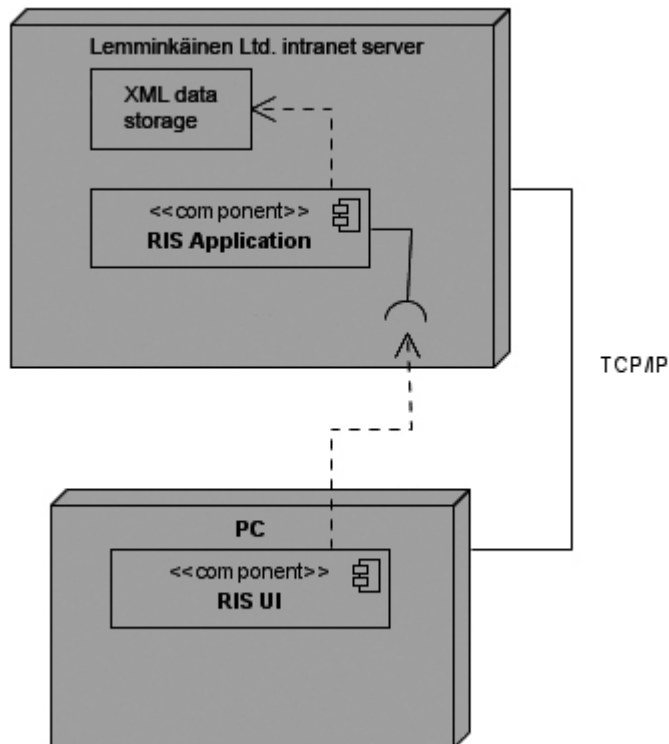 Lemminkäinen Ltd. intranet server
XML data
storage
<<component>>
RIS Application
TCP/IP
PC
<<component>>
RIS UI